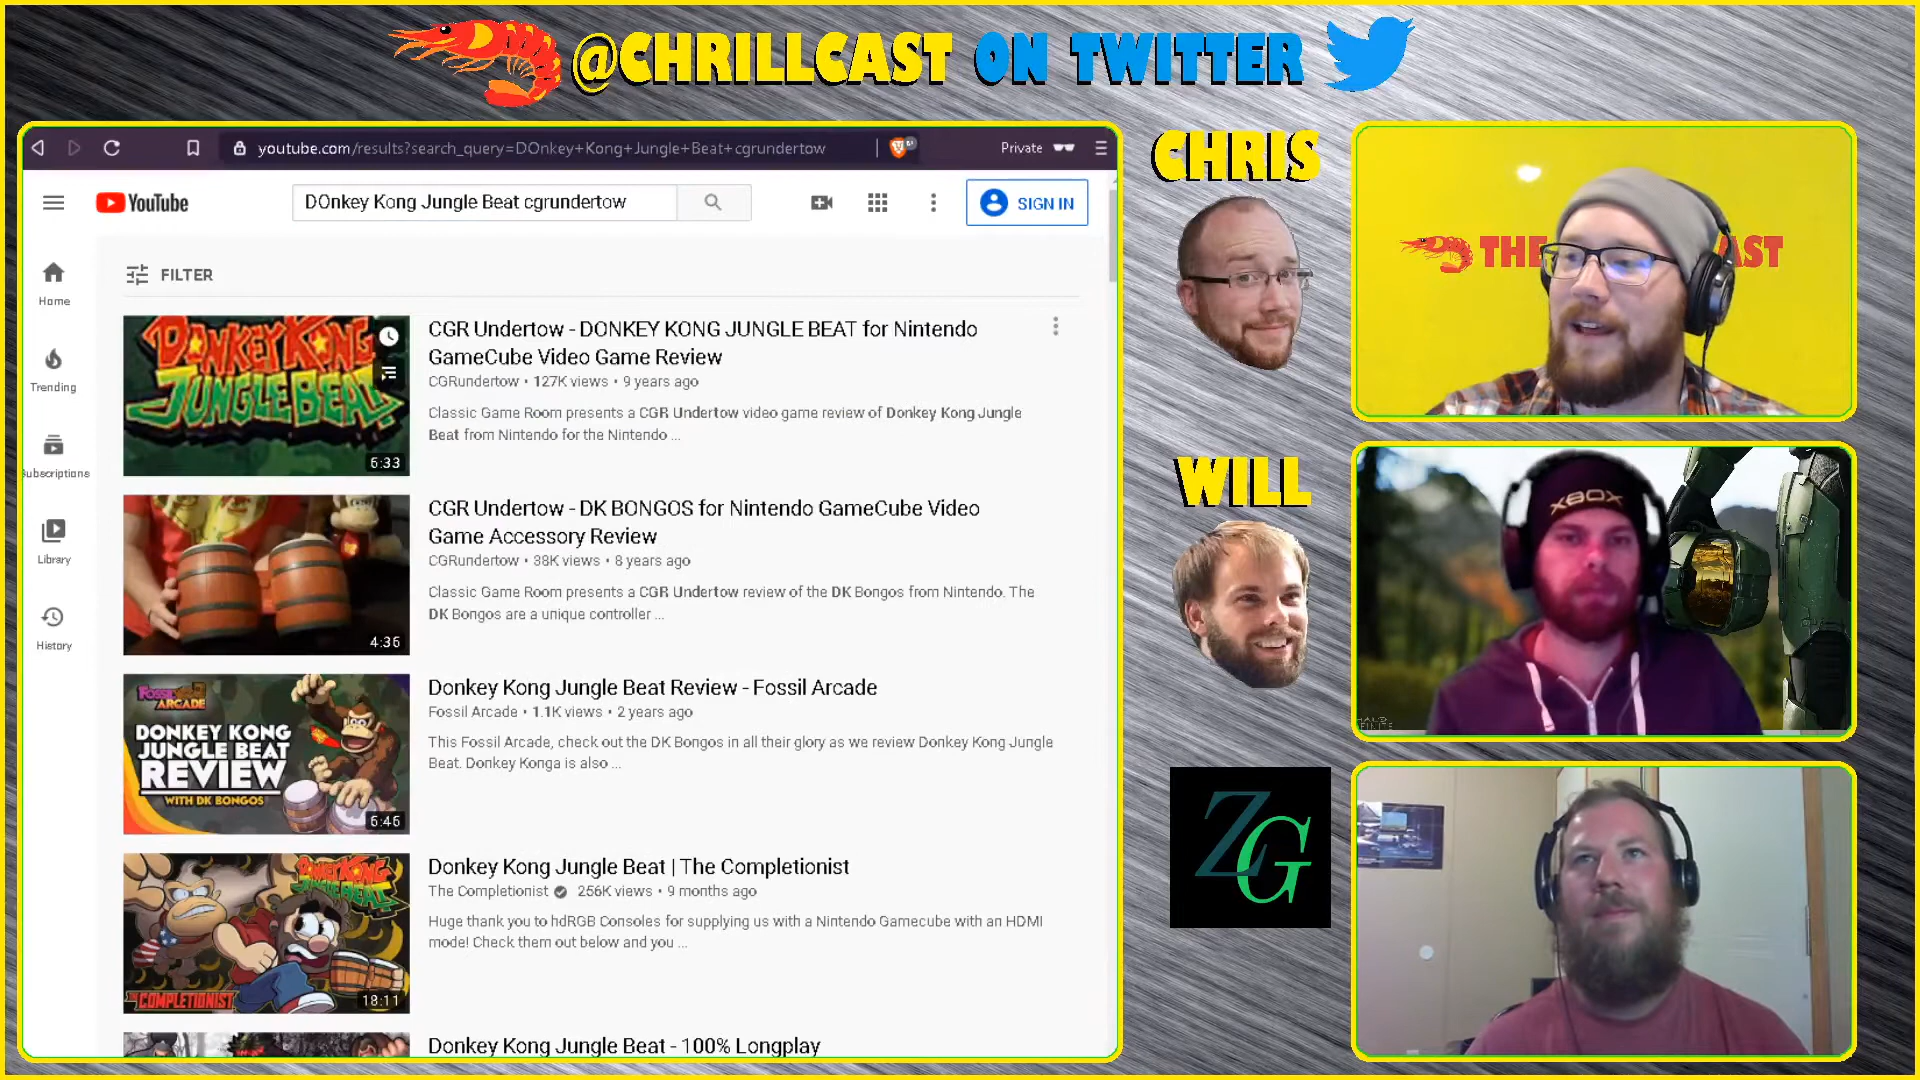 @CHRILLCAST ON TWITTER
youtube.com/results?search_query=DOnkey+Kong+Jungle+Beat+cgrundertow
Private
YouTube
DOnkey Kong Jungle Beat cgrundertow
SIGN IN
Home
Trending
Subscriptions
Library
History
FILTER
DONKEY KONG
JUNGLE BEAT
6:33
CGR Undertow - DONKEY KONG JUNGLE BEAT for Nintendo
GameCube Video Game Review
CGRundertow • 127K views • 9 years ago
Classic Game Room presents a CGR Undertow video game review of Donkey Kong Jungle
Beat from Nintendo for the Nintendo ...
4:36
CGR Undertow - DK BONGOS for Nintendo GameCube Video
Game Accessory Review
CGRundertow • 38K views • 8 years ago
Classic Game Room presents a CGR Undertow review of the DK Bongos from Nintendo. The
DK Bongos are a unique controller ...
FOSSIL
ARCADE
DONKEY KONG
JUNGLE BEAT
REVIEW
WITH DK BONGOS
6:46
Donkey Kong Jungle Beat Review - Fossil Arcade
Fossil Arcade • 1.1K views • 2 years ago
This Fossil Arcade, check out the DK Bongos in all their glory as we review Donkey Kong Jungle
Beat. Donkey Konga is also ...
DONKEY KONG
JUNGLE BEAT
THE COMPLETIONIST
18:11
Donkey Kong Jungle Beat | The Completionist
The Completionist 256K views • 9 months ago
Huge thank you to hdRGB Consoles for supplying us with a Nintendo Gamecube with an HDMI
mode! Check them out below and you ...
Donkey Kong Jungle Beat - 100% Longplay
CHRIS
THE AST
WILL
XBOX
ZG